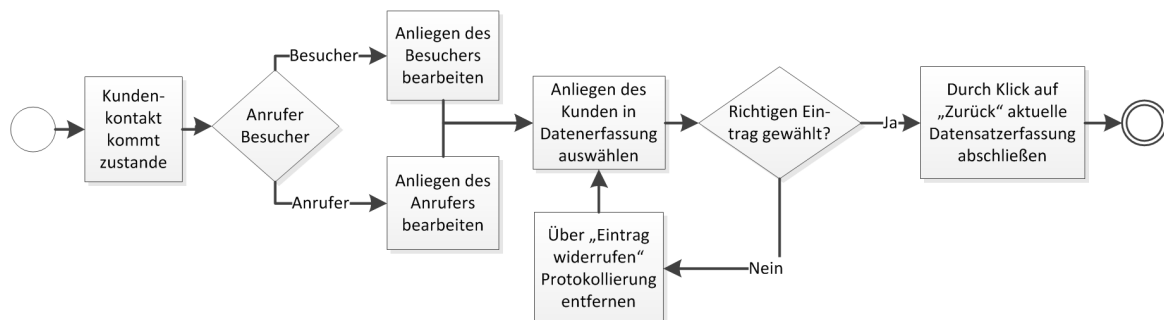 Kunden-
kontakt
kommt
zustande
Anrufer
Besucher
Besucher
Anliegen des
Besuchers
bearbeiten
Anrufer
Anliegen des
Anrufers
bearbeiten
Anliegen des
Kunden in
Datenerfassung
auswählen
Richtigen Ein-
trag gewählt?
Nein
Über „Eintrag
widerrufen“
Protokollierung
entfernen
Ja
Durch Klick auf
„Zurück“ aktuelle
Datensatzerfassung
abschließen